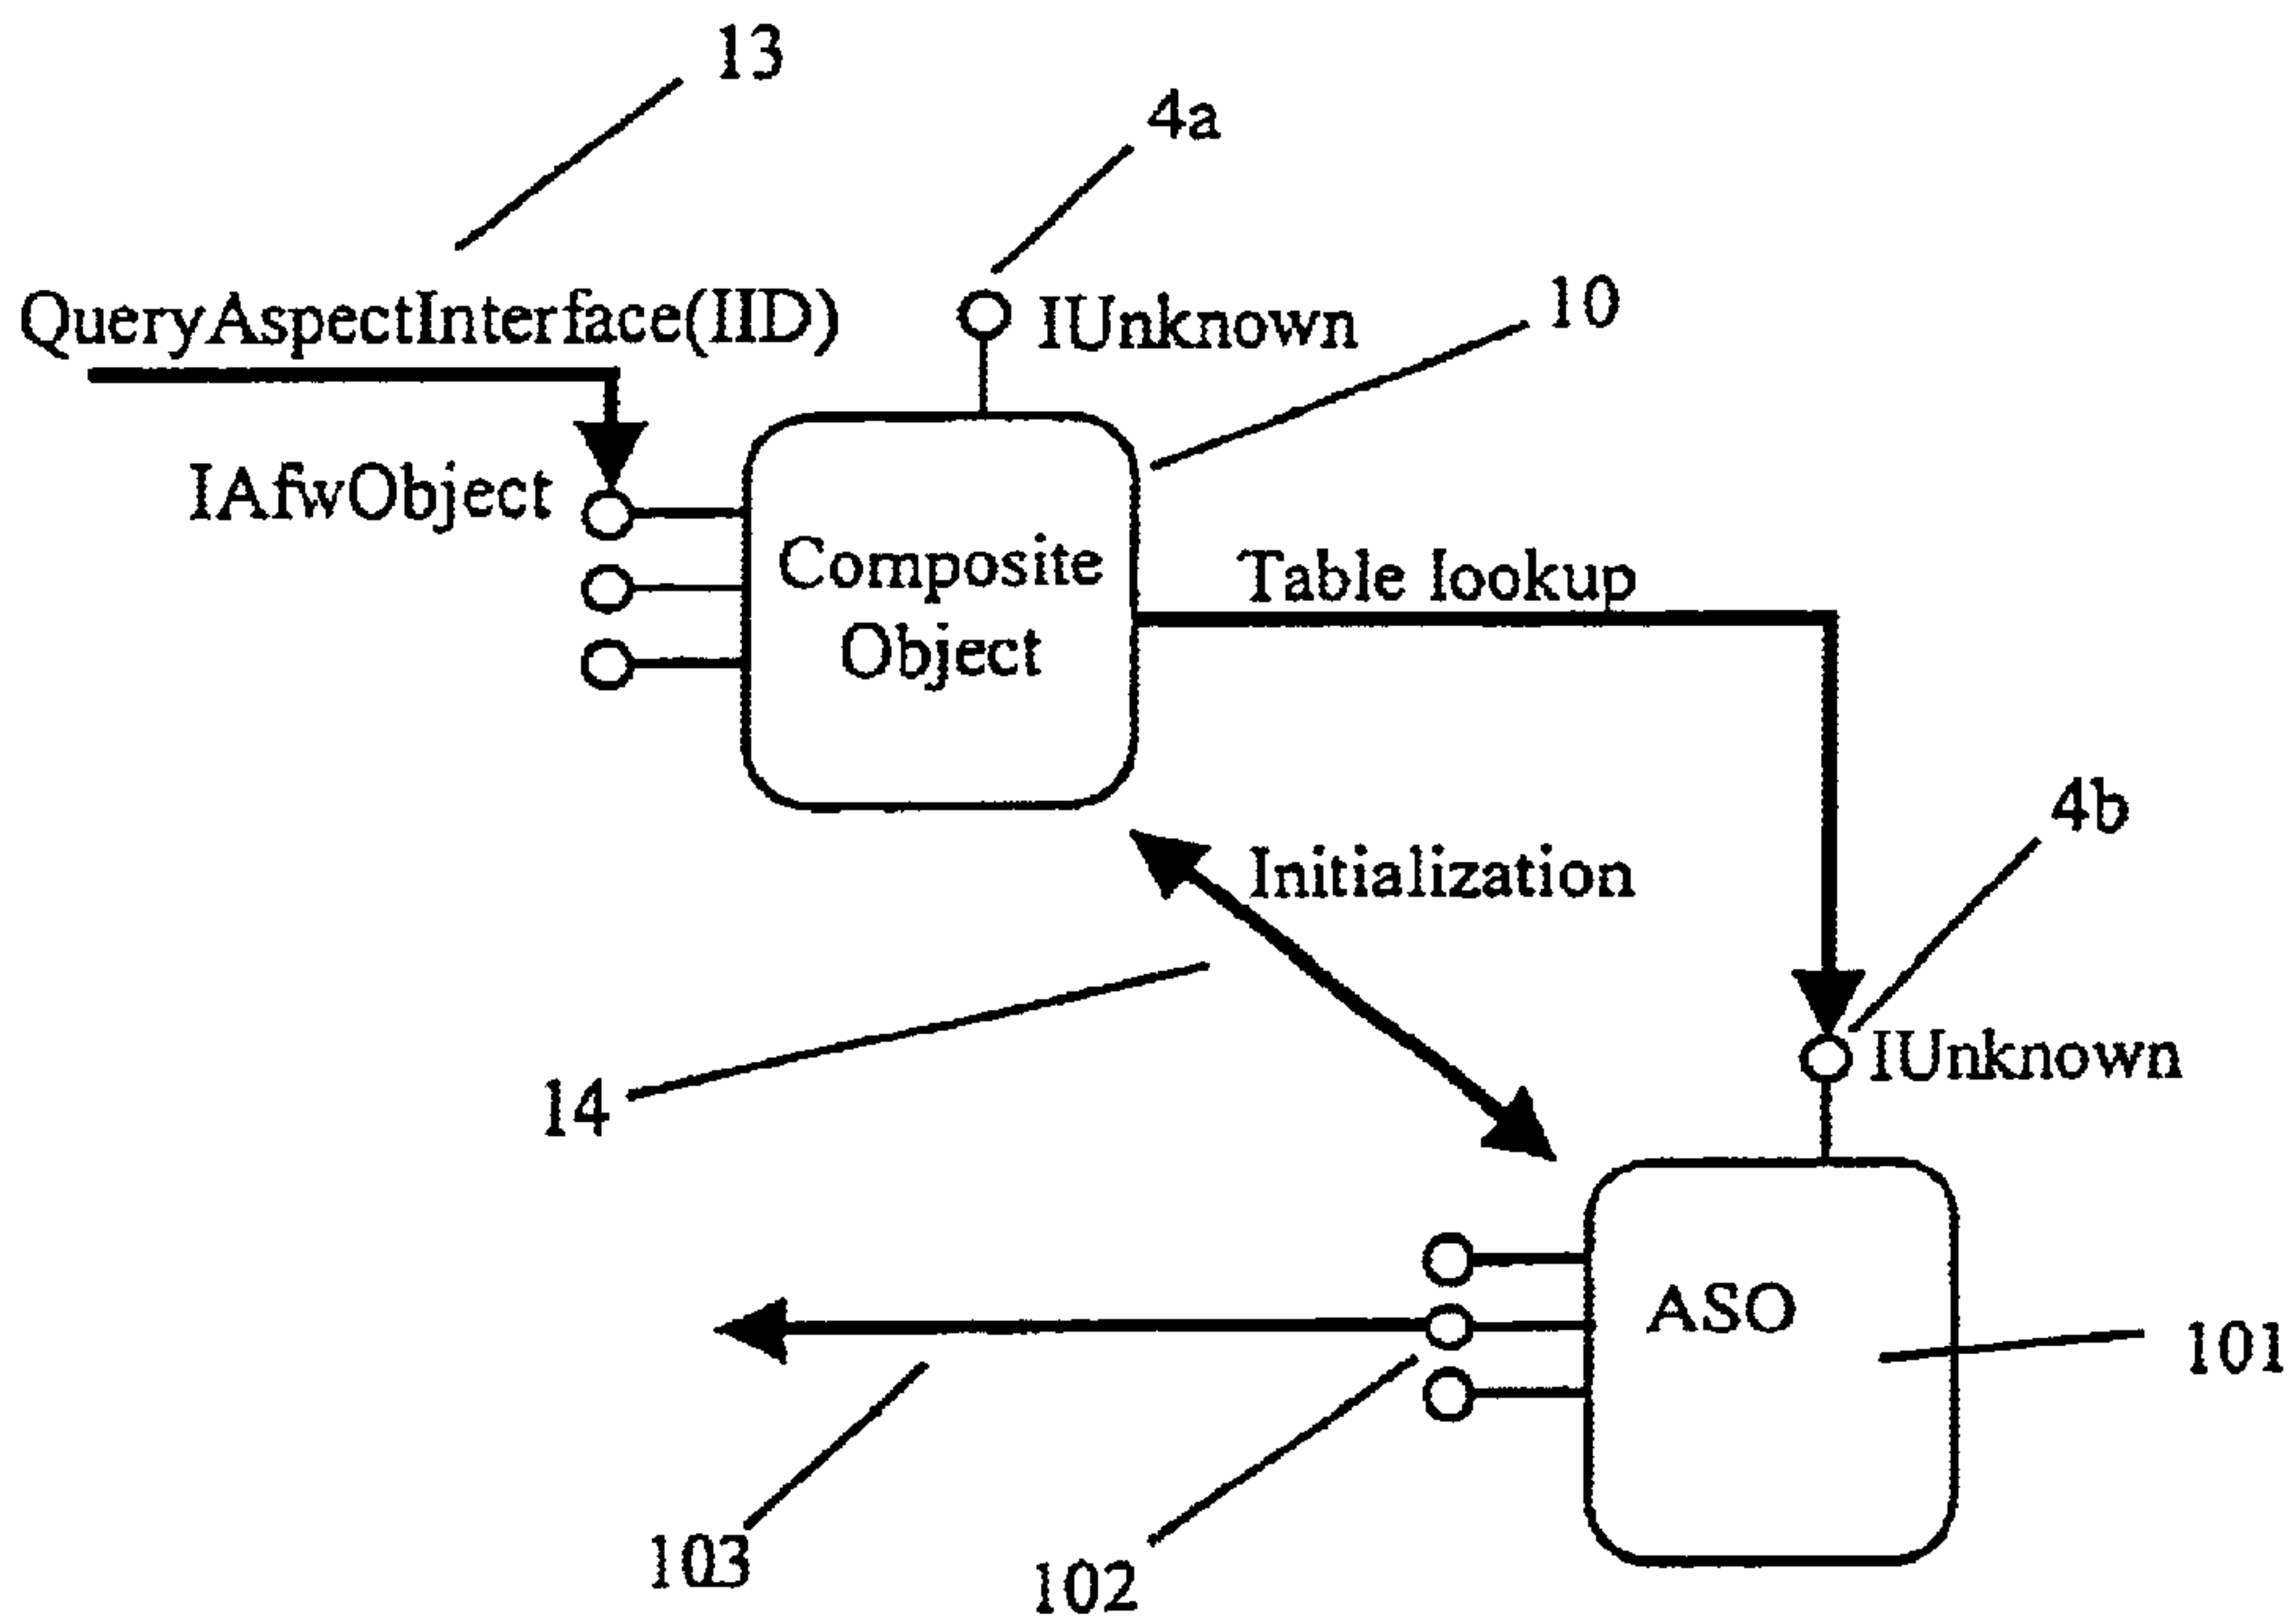 13
4a
QueryAspectInterface(IID)
IUnknown
10
IAfwObject
Composite
Object
Table lookup
Initialization
4b
IUnknown
14
ASO
101
103
102